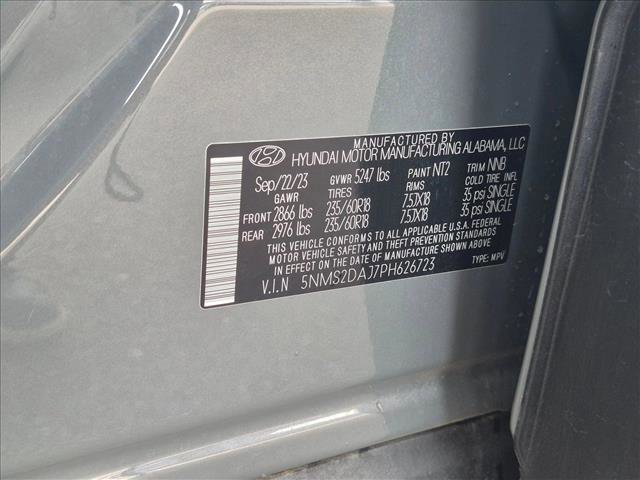 MANUFACTURED BY
HYUNDAI MOTOR MANUFACTURING ALABAMA, LLC
Sep/22/23 GVWR 5247 lbs PAINT NT2 TRIM NNB
GAWR TIRES RIMS COLD TIRE INFL
FRONT 2866 lbs 235/60R18 7.5JX18 35 psi SINGLE
REAR 2976 lbs 235/60R18 7.5JX18 35 psi SINGLE
THIS VEHICLE CONFORMS TO ALL APPLICABLE U.S.A. FEDERAL
MOTOR VEHICLE SAFETY AND THEFT PREVENTION STANDARDS
IN EFFECT ON THE DATE OF MANUFACTURE SHOWN ABOVE.
V.I.N 5NMS2DAJ7PH626723 TYPE: MPV